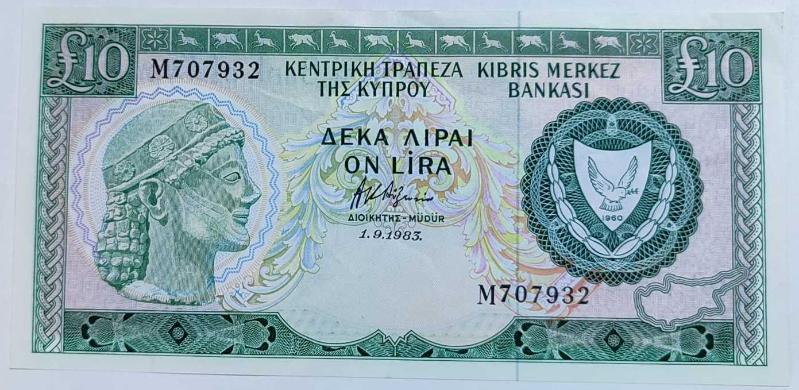 £10 £10
M707932
ΚΕΝΤΡΙΚΗ ΤΡΑΠΕΖΑ KIBRIS MERKEZ
ΤΗΣ ΚΥΠΡΟΥ BANKASI
ΔΕΚΑ ΛΙΡΑΙ
ON LİRA
ΔΙΟΙΚΗΤΗΣ–MÜDÜR
1.9.1983.
1960
M707932